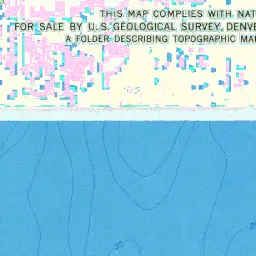 THIS MAP COMPLIES WITH NAT
FOR SALE BY U.S. GEOLOGICAL SURVEY, DENVE
A FOLDER DESCRIBING TOPOGRAPHIC MA